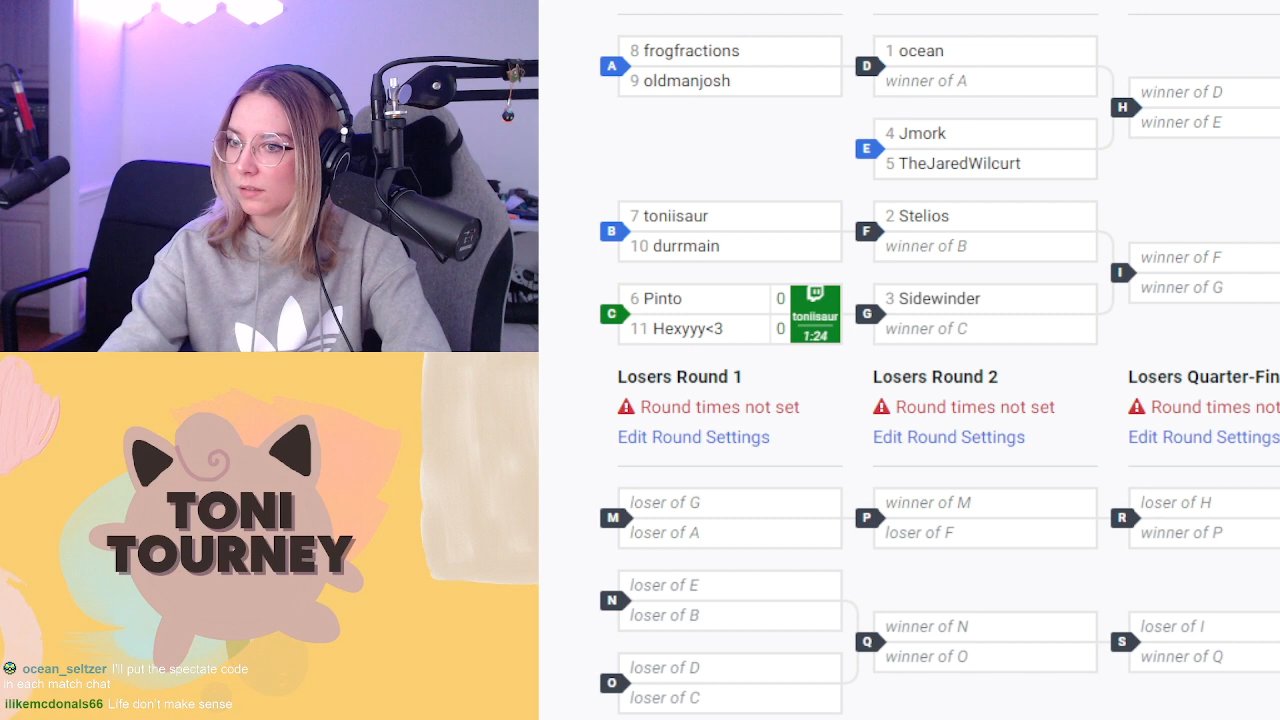 A
8 frogfractions
9 oldmanjosh
D
1 ocean
winner of A
H
winner of D
winner of E
E
4 Jmork
5 TheJaredWilcurt
B
7 toniisaur
10 durrmain
F
2 Stelios
winner of B
I
winner of F
winner of G
C
6 Pinto 0
11 Hexyyy<3 0
toniisaur
1:24
G
3 Sidewinder
winner of C
Losers Round 1
Round times not set
Edit Round Settings
Losers Round 2
Round times not set
Edit Round Settings
Losers Quarter-Fin
Round times not
Edit Round Settings
M
loser of G
loser of A
P
winner of M
loser of F
R
loser of H
winner of P
N
loser of E
loser of B
Q
winner of N
winner of O
S
loser of I
winner of Q
O
loser of D
loser of C
TONI
TOURNEY
ocean_seltzer I'll put the spectate code
in each match chat
ilikemcdonals66 Life don't make sense